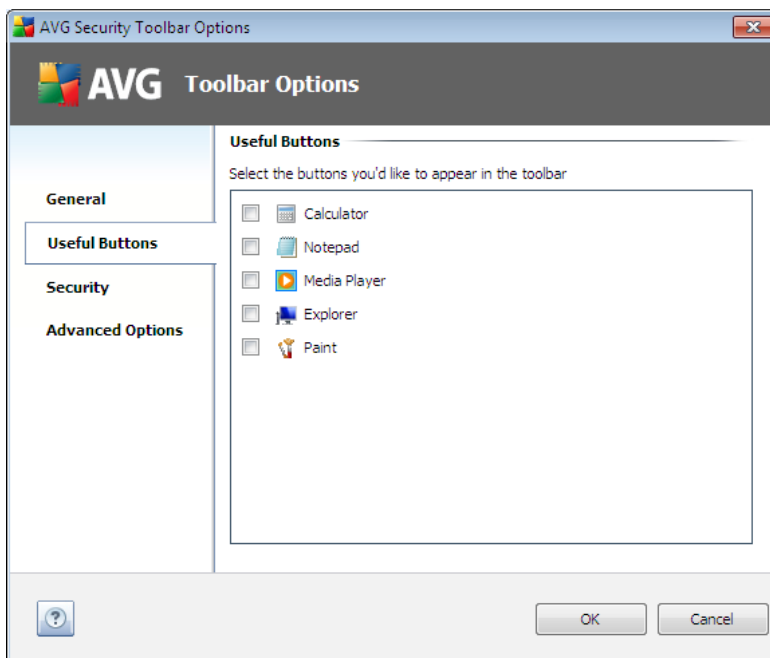 AVG Security Toolbar Options
AVG Toolbar Options
General
Useful Buttons
Security
Advanced Options
Useful Buttons
Select the buttons you'd like to appear in the toolbar
Calculator
Notepad
Media Player
Explorer
Paint
?
OK
Cancel